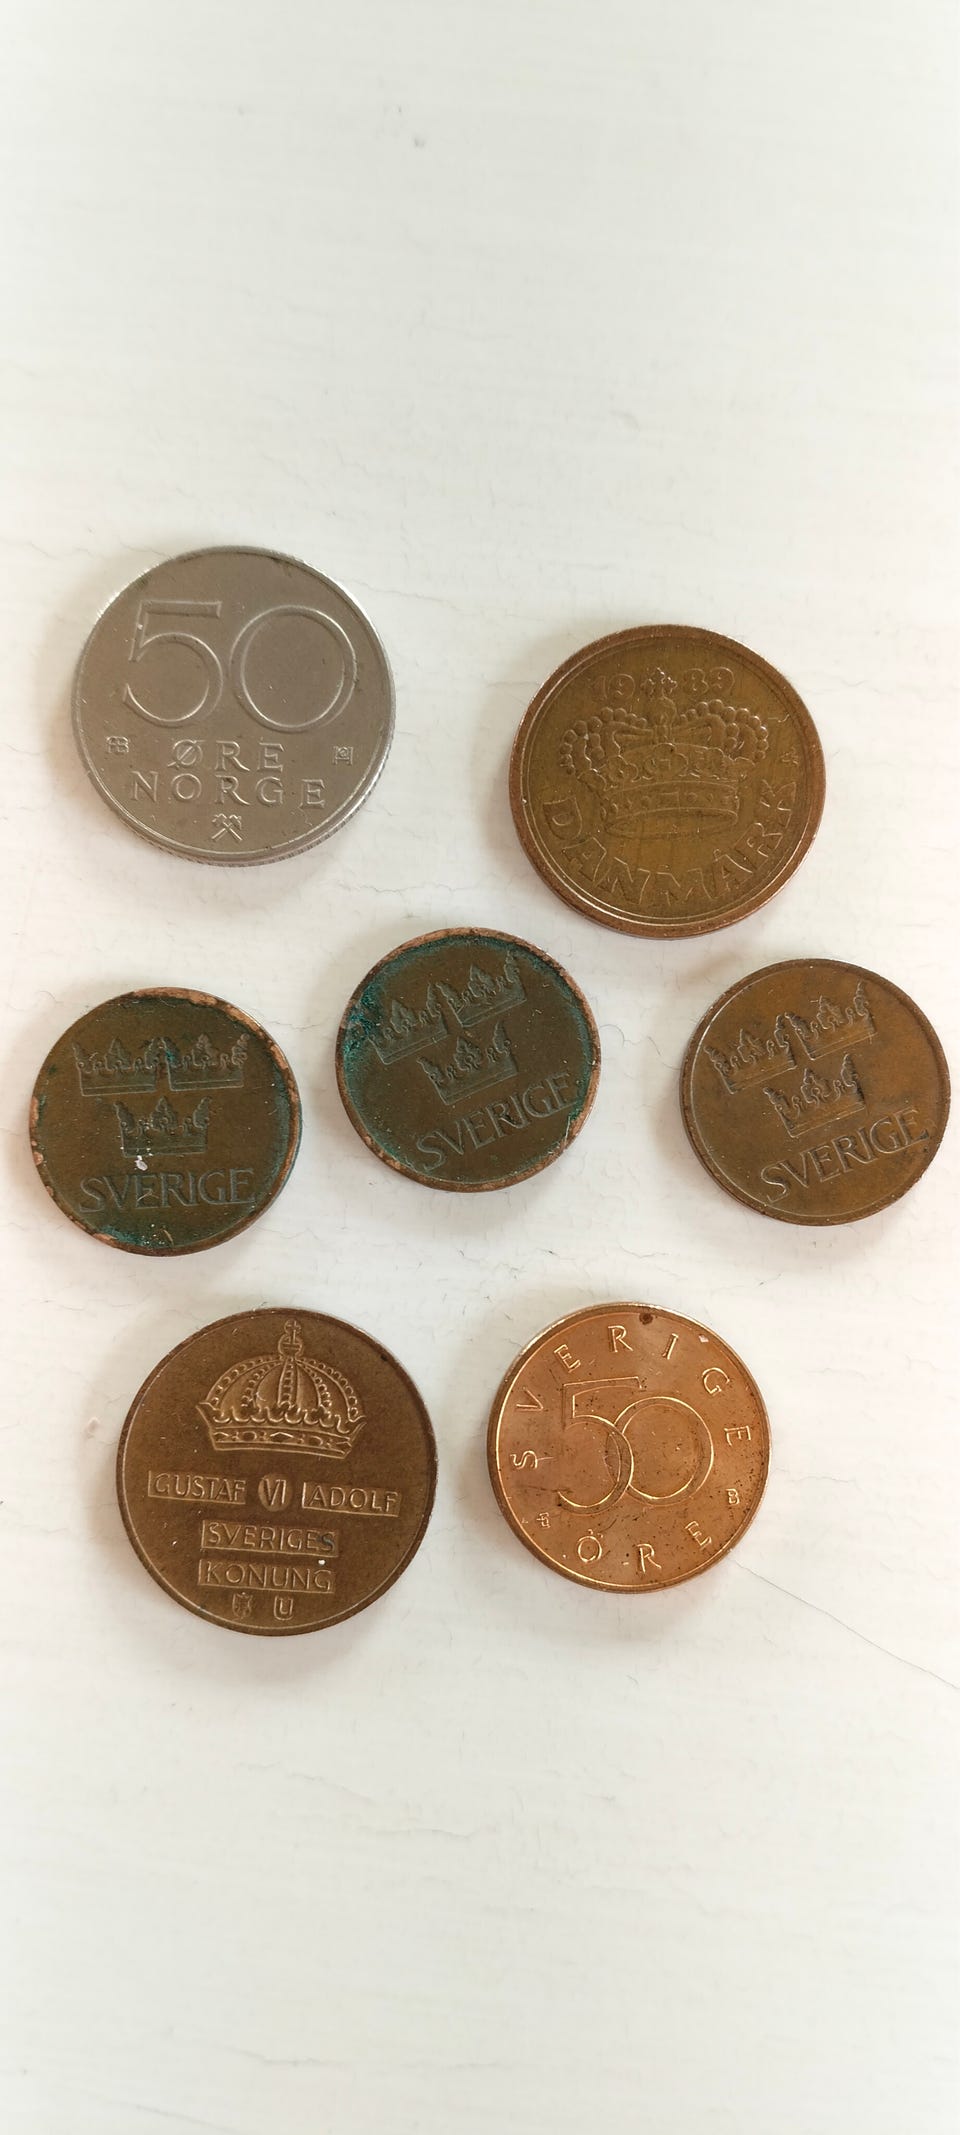 50
ØRE
NORGE
1989
DANMARK
SVERIGE
SVERIGE
SVERIGE
GUSTAF VI ADOLF
SVERIGES
KONUNG
U
SVERIGE
50
ÖRE
B